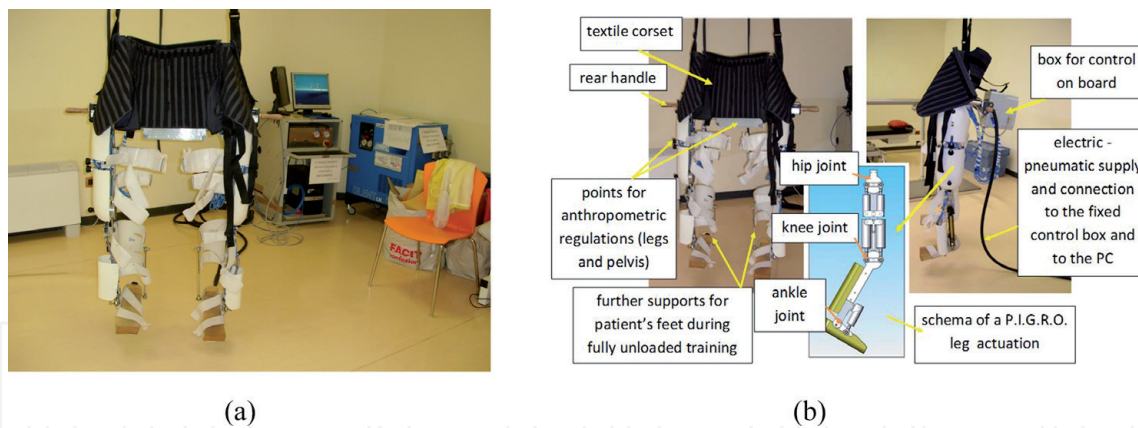 textile corset
rear handle
points for
anthropometric
regulations (legs
and pelvis)
further supports for
patient's feet during
fully unloaded training
hip joint
knee joint
ankle
joint
box for control
on board
electric -
pneumatic supply
and connection
to the fixed
control box and
to the PC
schema of a P.I.G.R.O.
leg actuation
FACIT
(a)
(b)